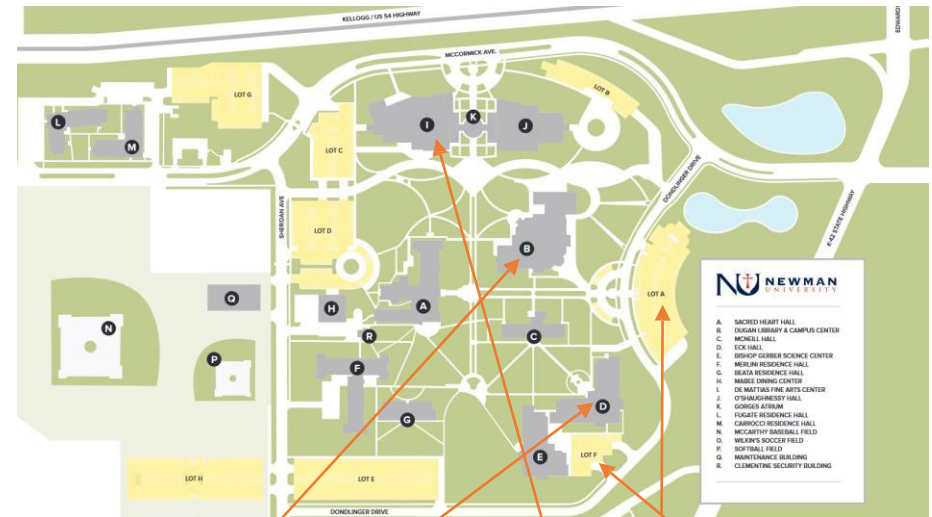 KELLOGG / US 54 HIGHWAY
EDWARDS
MCCORMICK AVE.
LOT G
LOT B
L
M
I
K
J
LOT C
DONDLINGER DRIVE
SHERIDAN AVE
K-42 STATE HIGHWAY
LOT D
B
LOT A
NU NEWMAN
UNIVERSITY
Q
H
A
N
R
C
P
F
G
D
E
LOT F
LOT H
LOT E
DONDLINGER DRIVE
A. SACRED HEART HALL
B. DUGAN LIBRARY & CAMPUS CENTER
C. MCNEILL HALL
D. ECK HALL
E. BISHOP GERBER SCIENCE CENTER
F. MERLINI RESIDENCE HALL
G. BEATA RESIDENCE HALL
H. MABEE DINING CENTER
I. DE MATTIAS FINE ARTS CENTER
J. O'SHAUGHNESSY HALL
K. GORGES ATRIUM
L. FUGATE RESIDENCE HALL
M. CARROCCI RESIDENCE HALL
N. MCCARTHY BASEBALL FIELD
O. WILKIN'S SOCCER FIELD
P. SOFTBALL FIELD
Q. MAINTENANCE BUILDING
R. CLEMENTINE SECURITY BUILDING